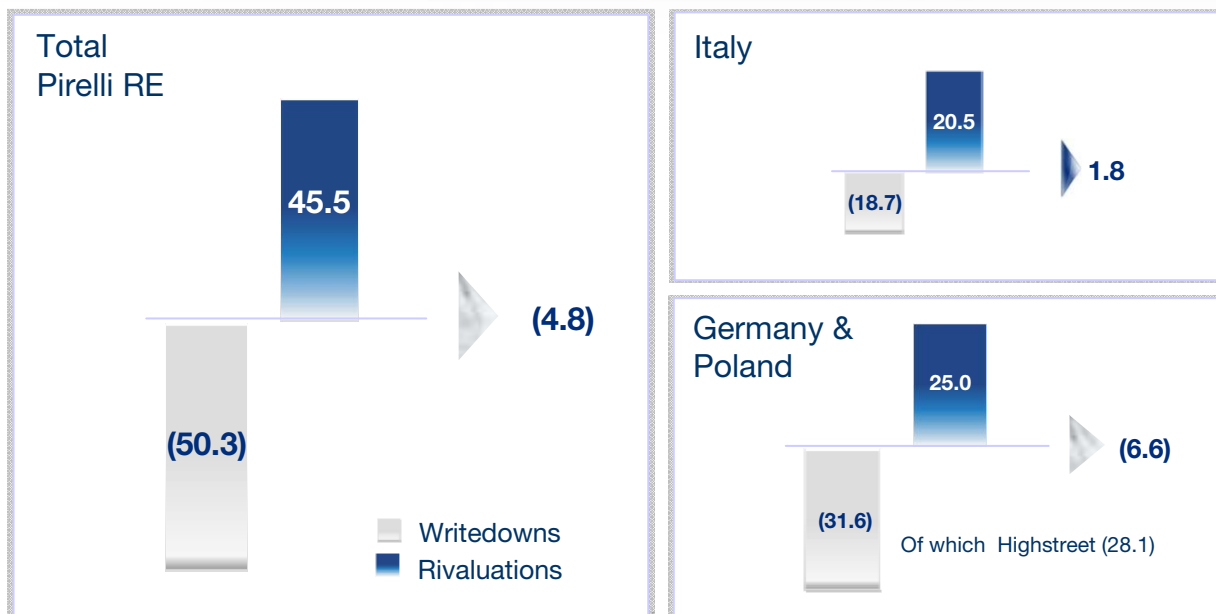 Total
Pirelli RE
45.5
(4.8)
(50.3)
Writedowns
Rivaluations
Italy
20.5
1.8
(18.7)
Germany &
Poland
25.0
(6.6)
(31.6)
Of which Highstreet (28.1)